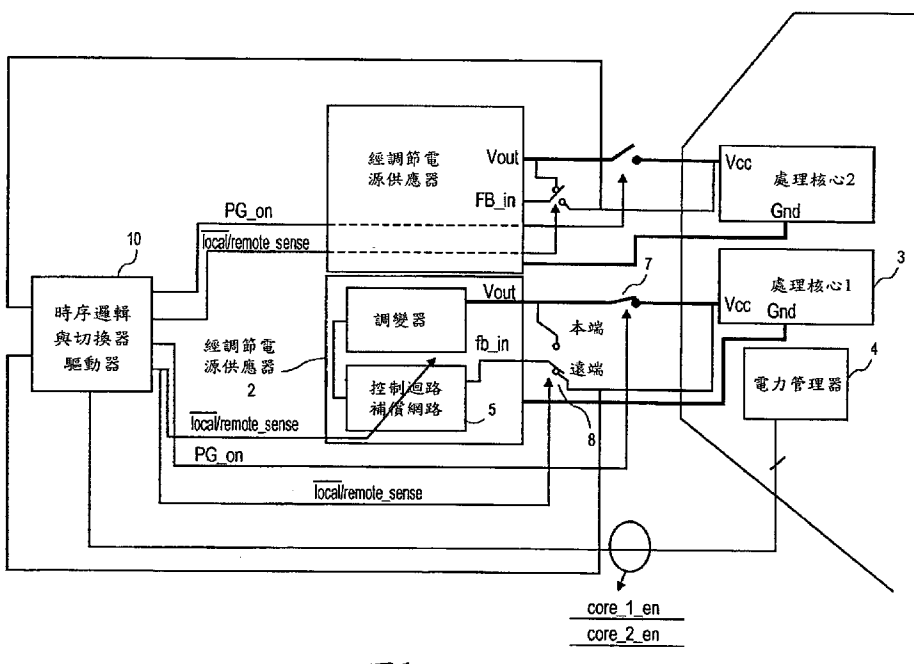 經調節電
源供應器
Vout
FB_in
Vcc
處理核心2
Gnd
PG_on
local/remote_sense
10
時序邏輯
與切換器
驅動器
經調節電
源供應器
2
調變器
Vout
fb_in
控制迴路
補償網路
5
7
本端
遠端
8
處理核心1
Vcc
Gnd
3
4
電力管理器
local/remote_sense
PG_on
local/remote_sense
core_1_en
core_2_en